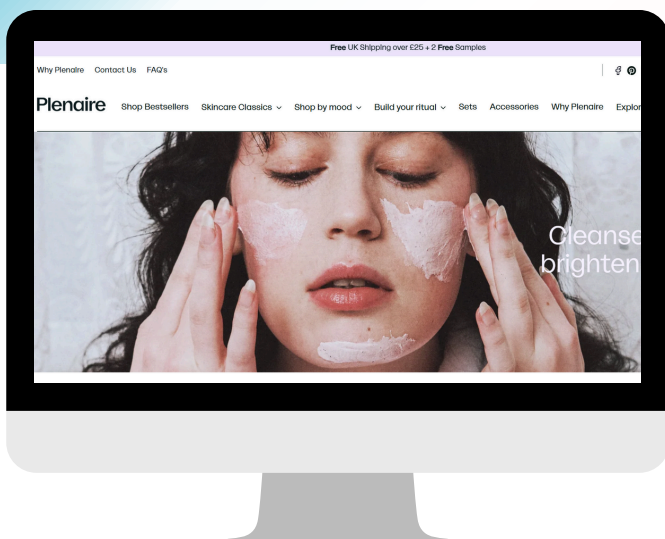 Free UK Shipping over £25 + 2 Free Samples
Why Plenaire Contact Us FAQ's
Plenaire Shop Bestsellers Skincare Classics Shop by mood Build your ritual Sets Accessories Why Plenaire Explor
Cleanse
brighten